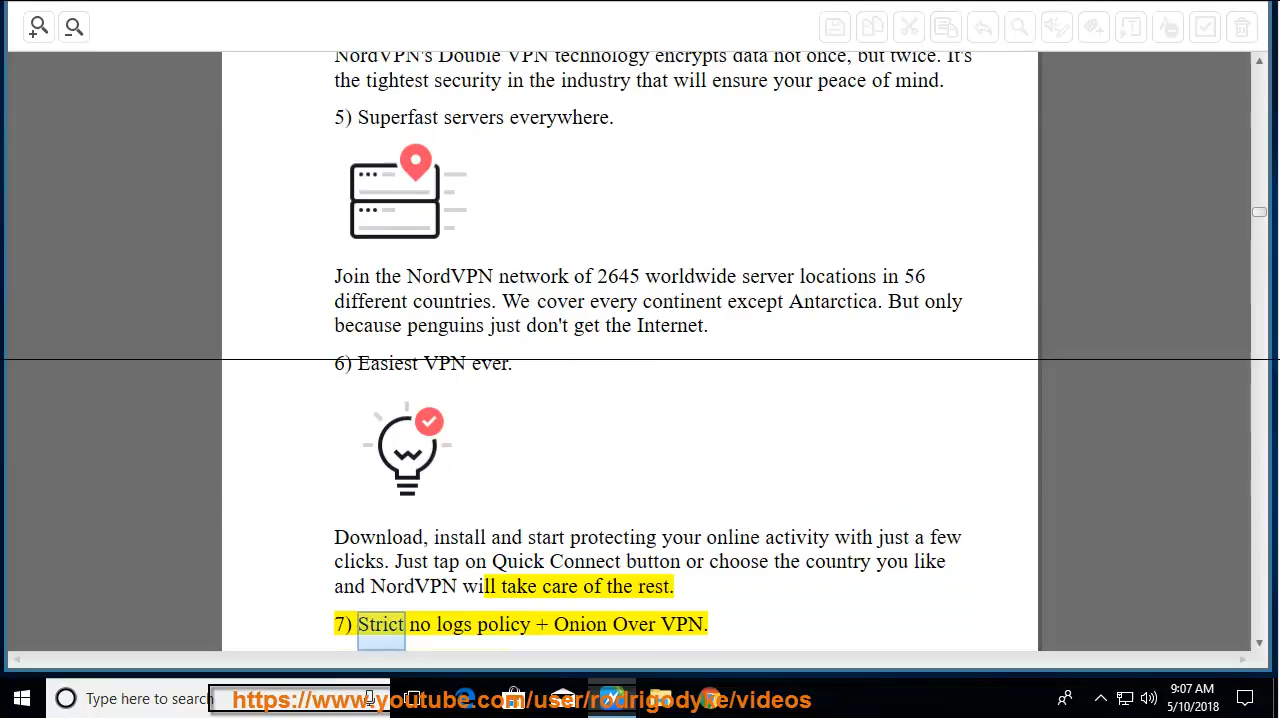 NordVPN's Double VPN technology encrypts data not once, but twice. It's
the tightest security in the industry that will ensure your peace of mind.
5) Superfast servers everywhere.
Join the NordVPN network of 2645 worldwide server locations in 56
different countries. We cover every continent except Antarctica. But only
because penguins just don't get the Internet.
6) Easiest VPN ever.
Download, install and start protecting your online activity with just a few
clicks. Just tap on Quick Connect button or choose the country you like
and NordVPN will take care of the rest.
7) Strict no logs policy + Onion Over VPN.
Type here to search
https://www.youtube.com/user/rodrigodyke/videos
9:07 AM
5/10/2018